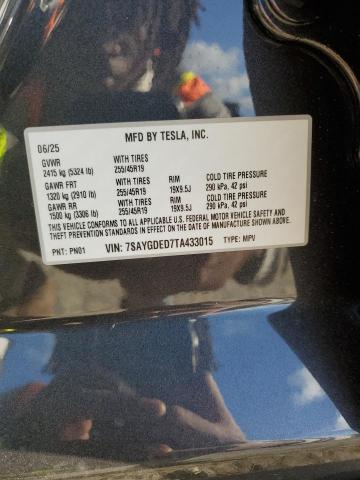 MFD BY TESLA, INC.
06/25
GVWR WITH TIRES
2415 kg (5324 lb) 255/45R19
GAWR FRT WITH TIRES RIM COLD TIRE PRESSURE
1320 kg (2910 lb) 255/45R19 19X9.5J 290 kPa, 42 psi
GAWR RR WITH TIRES RIM COLD TIRE PRESSURE
1500 kg (3306 lb) 255/45R19 19X9.5J 290 kPa, 42 psi
THIS VEHICLE CONFORMS TO ALL APPLICABLE U.S. FEDERAL MOTOR VEHICLE SAFETY AND
THEFT PREVENTION STANDARDS IN EFFECT ON THE DATE OF MANUFACTURE SHOWN ABOVE.
PNT: PN01 VIN: 7SAYGDED7TA433015 TYPE: MPV